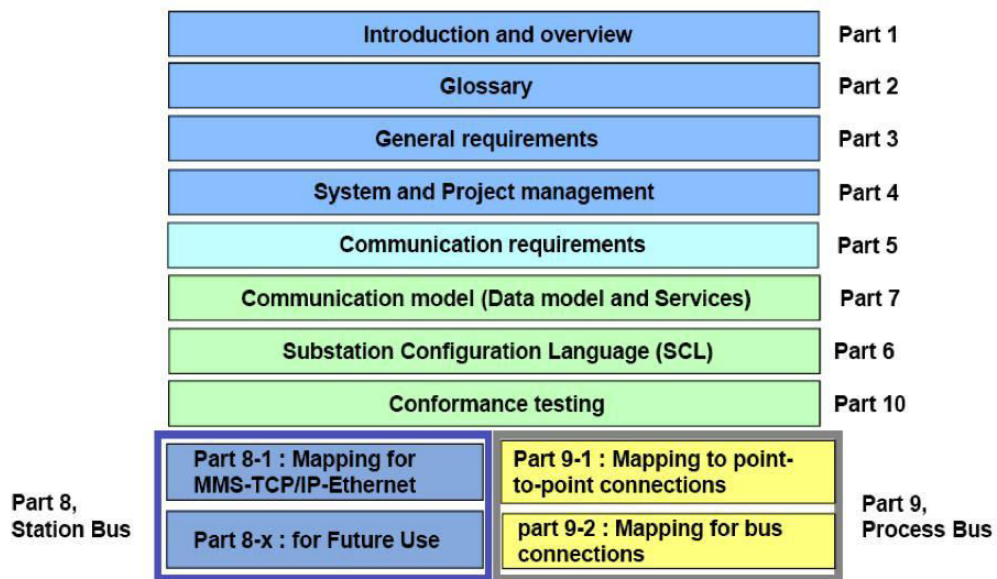 Introduction and overview Part 1
Glossary Part 2
General requirements Part 3
System and Project management Part 4
Communication requirements Part 5
Communication model (Data model and Services) Part 7
Substation Configuration Language (SCL) Part 6
Conformance testing Part 10
Part 8,
Station Bus
Part 8-1 : Mapping for
MMS-TCP/IP-Ethernet
Part 8-x : for Future Use
Part 9-1 : Mapping to point-
to-point connections
part 9-2 : Mapping for bus
connections
Part 9,
Process Bus